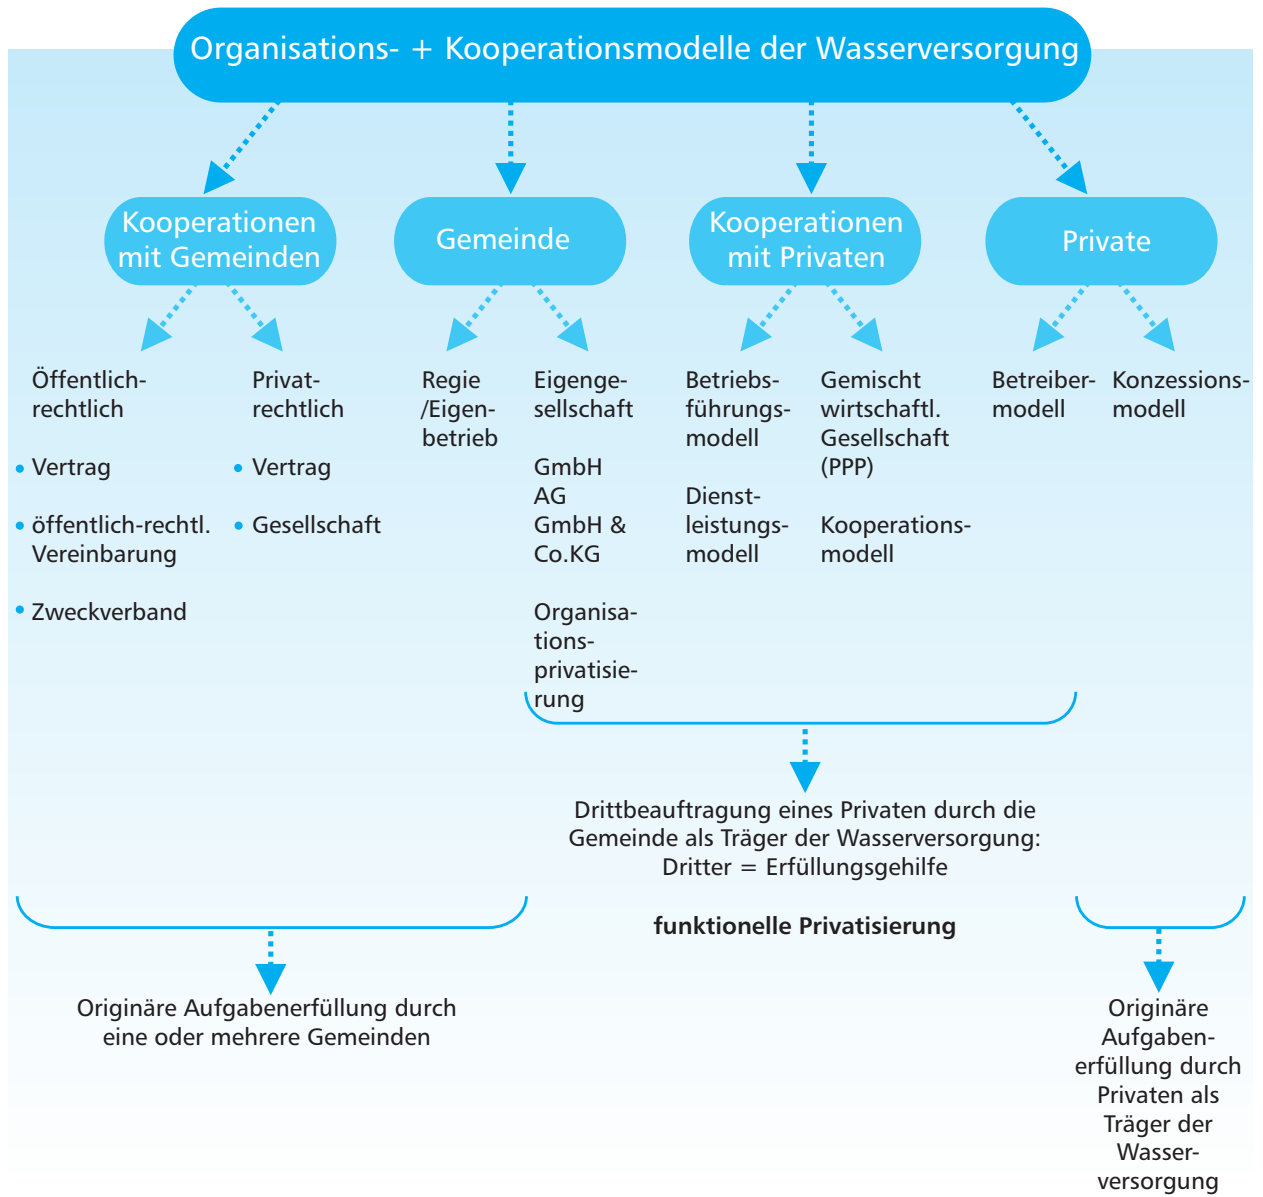 Organisations- + Kooperationsmodelle der Wasserversorgung
Kooperationen
mit Gemeinden
Gemeinde
Kooperationen
mit Privaten
Private
Öffentlich-
rechtlich
• Vertrag
• öffentlich-rechtl.
Vereinbarung
• Zweckverband
Privat-
rechtlich
• Vertrag
• Gesellschaft
Regie
/Eigen-
betrieb
Eigenge-
sellschaft
GmbH
AG
GmbH &
Co.KG
Organisa-
tions-
privatisie-
rung
Betriebs-
führungs-
modell
Dienst-
leistungs-
modell
Gemischt
wirtschaftl.
Gesellschaft
(PPP)
Kooperations-
modell
Betreiber-
modell
Konzessions-
modell
Drittbeauftragung eines Privaten durch die
Gemeinde als Träger der Wasserversorgung:
Dritter = Erfüllungsgehilfe
funktionelle Privatisierung
Originäre Aufgabenerfüllung durch
eine oder mehrere Gemeinden
Originäre
Aufgaben-
erfüllung durch
Privaten als
Träger der
Wasser-
versorgung